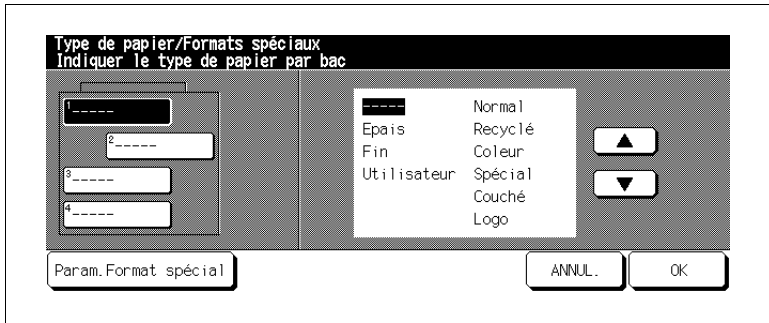 Type de papier/Formats spéciaux
Indiquer le type de papier par bac
1-----
2-----
3-----
4-----
----- Normal
Epais Recyclé
Fin Coleur
Utilisateur Spécial
Couché
Logo
▲
▼
Param.Format spécial ANNUL. OK